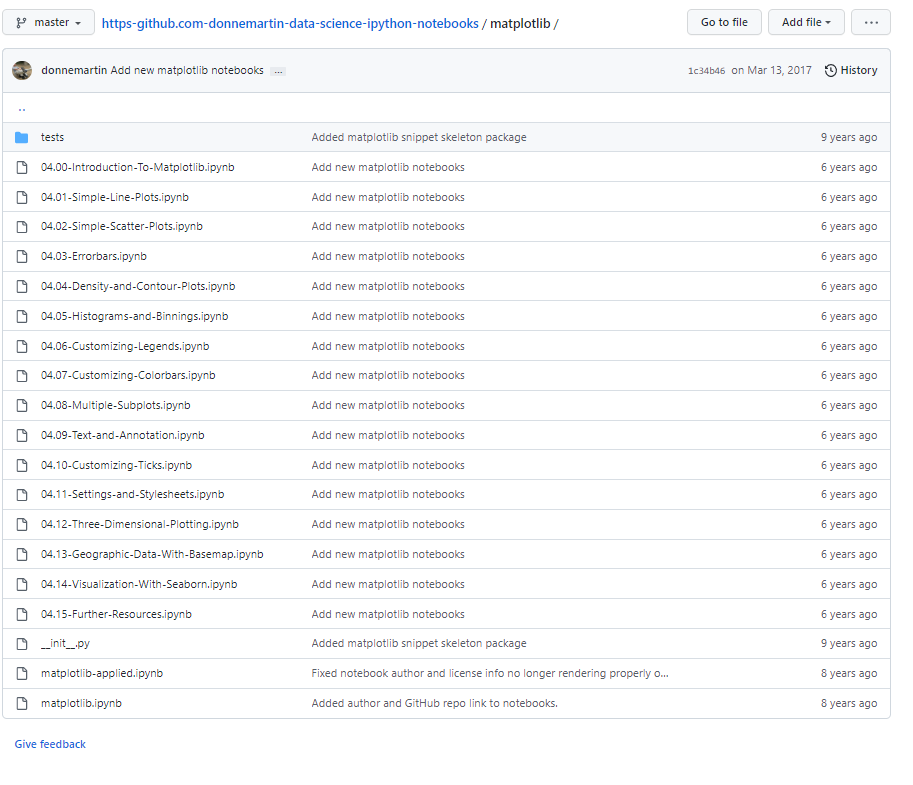 master https-github.com-donnemartin-data-science-ipython-notebooks / matplotlib / Go to file Add file ...
donnemartin Add new matplotlib notebooks ... 1c34b46 on Mar 13, 2017 History
..
tests Added matplotlib snippet skeleton package 9 years ago
04.00-Introduction-To-Matplotlib.ipynb Add new matplotlib notebooks 6 years ago
04.01-Simple-Line-Plots.ipynb Add new matplotlib notebooks 6 years ago
04.02-Simple-Scatter-Plots.ipynb Add new matplotlib notebooks 6 years ago
04.03-Errorbars.ipynb Add new matplotlib notebooks 6 years ago
04.04-Density-and-Contour-Plots.ipynb Add new matplotlib notebooks 6 years ago
04.05-Histograms-and-Binnings.ipynb Add new matplotlib notebooks 6 years ago
04.06-Customizing-Legends.ipynb Add new matplotlib notebooks 6 years ago
04.07-Customizing-Colorbars.ipynb Add new matplotlib notebooks 6 years ago
04.08-Multiple-Subplots.ipynb Add new matplotlib notebooks 6 years ago
04.09-Text-and-Annotation.ipynb Add new matplotlib notebooks 6 years ago
04.10-Customizing-Ticks.ipynb Add new matplotlib notebooks 6 years ago
04.11-Settings-and-Stylesheets.ipynb Add new matplotlib notebooks 6 years ago
04.12-Three-Dimensional-Plotting.ipynb Add new matplotlib notebooks 6 years ago
04.13-Geographic-Data-With-Basemap.ipynb Add new matplotlib notebooks 6 years ago
04.14-Visualization-With-Seaborn.ipynb Add new matplotlib notebooks 6 years ago
04.15-Further-Resources.ipynb Add new matplotlib notebooks 6 years ago
__init__.py Added matplotlib snippet skeleton package 9 years ago
matplotlib-applied.ipynb Fixed notebook author and license info no longer rendering properly o... 8 years ago
matplotlib.ipynb Added author and GitHub repo link to notebooks. 8 years ago
Give feedback